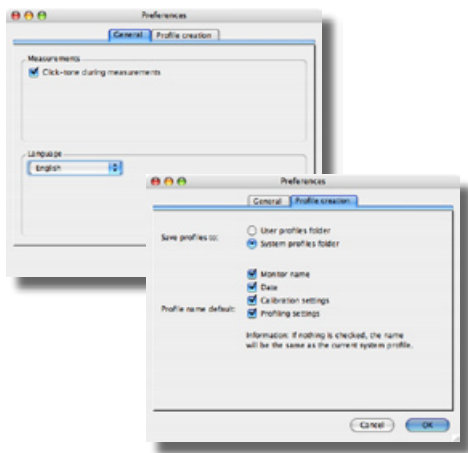 Preferences
General Profile creation
Measurements
Click-tone during measurements
Language
English
Preferences
General Profile creation
Save profiles to:
User profiles folder
System profiles folder
Monitor name
Date
Calibration settings
Profile name default:
Profiling settings
Information: If nothing is checked, the name
will be the same as the current system profile.
Cancel OK